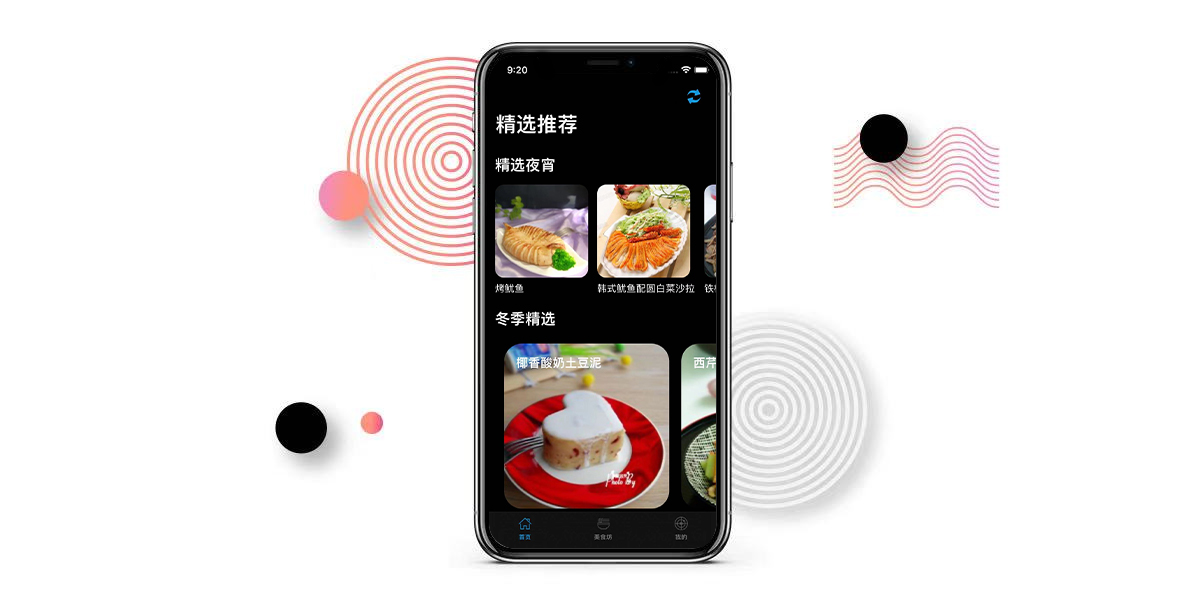 9:20
精选推荐
精选夜宵
烤鱿鱼
韩式鱿鱼配圆白菜沙拉
铁
冬季精选
椰香酸奶土豆泥
西芹
首页
美食坊
我的